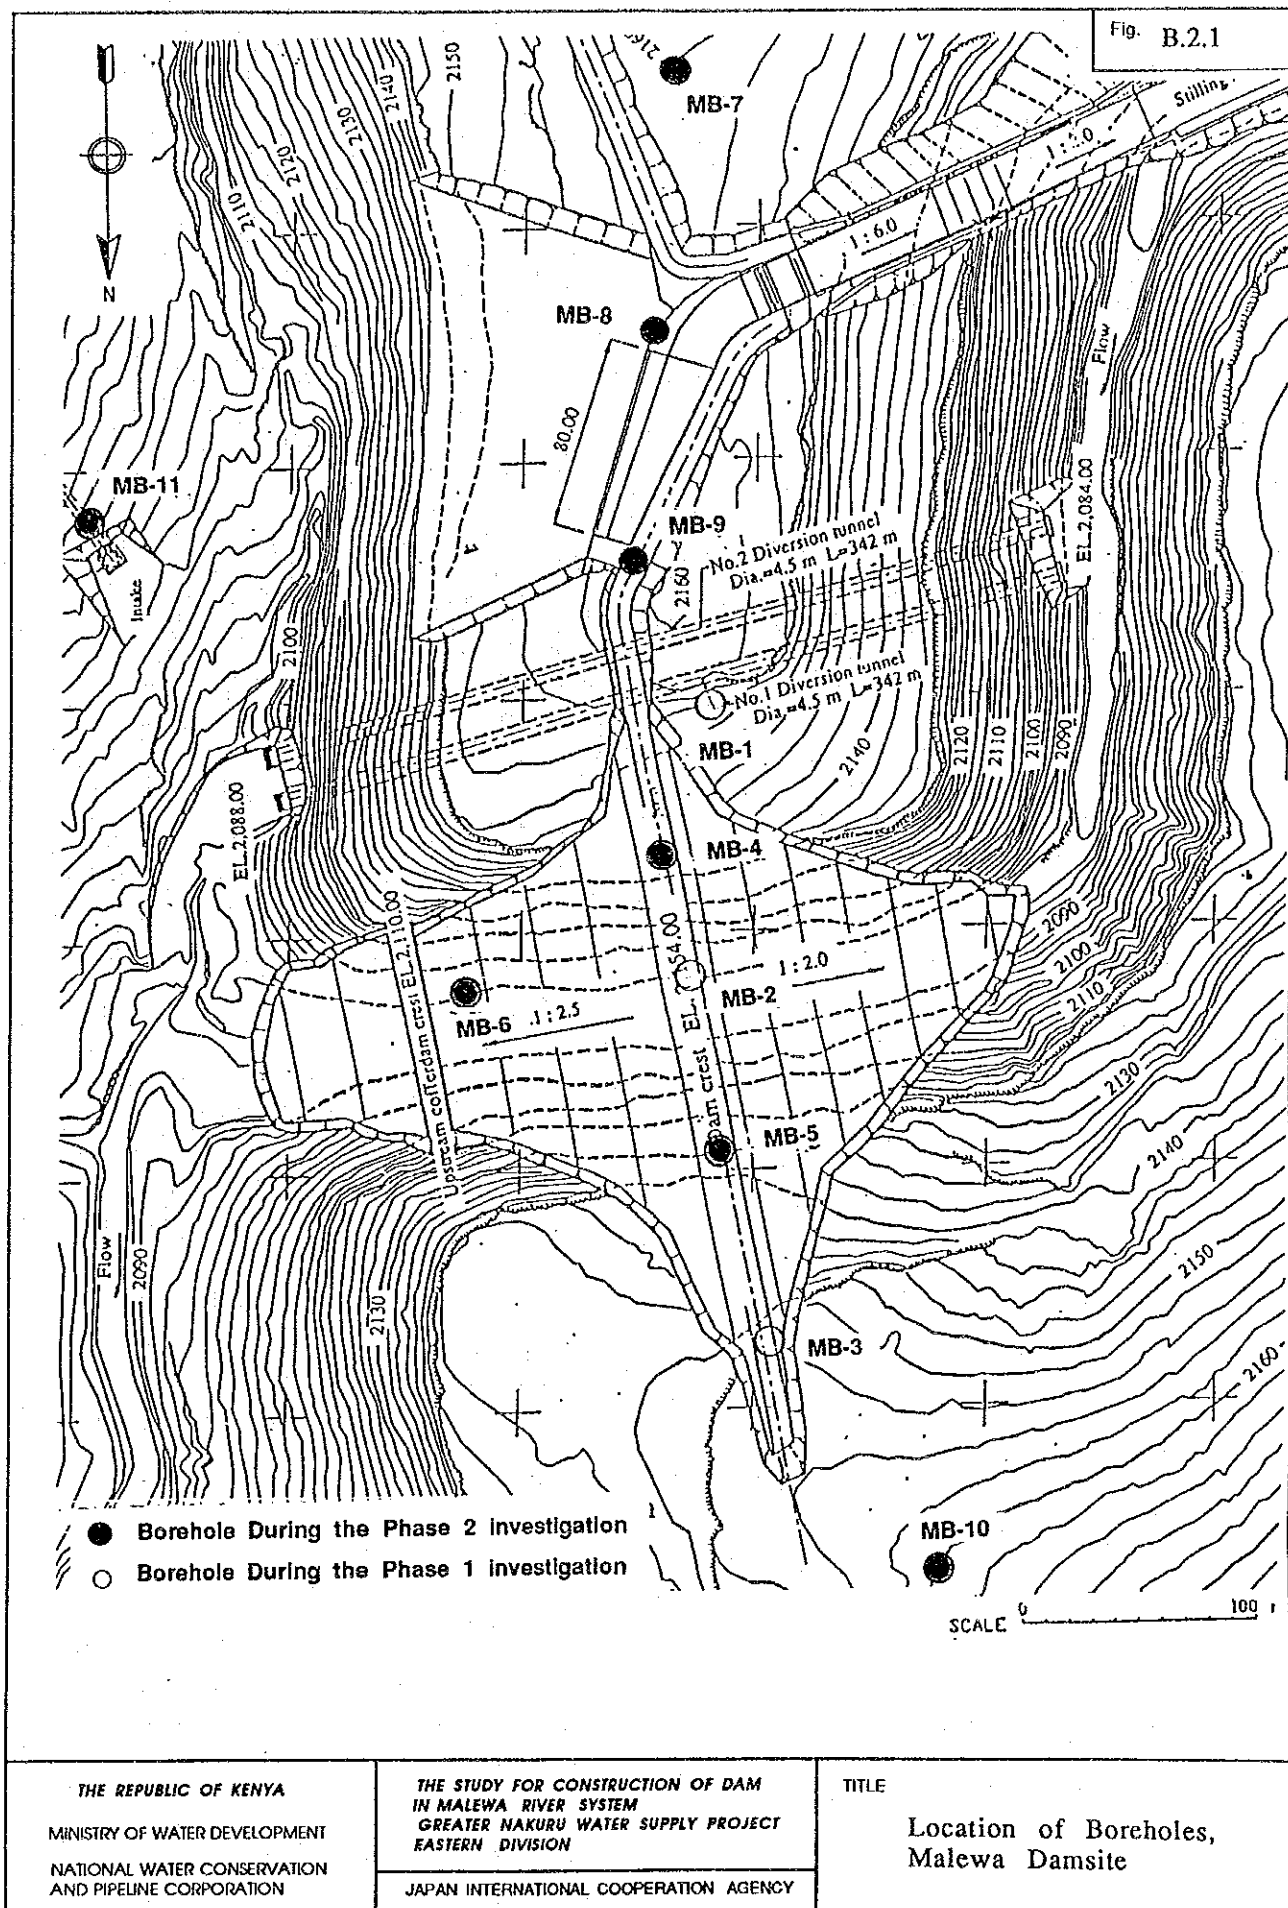 Fig. B.2.1
2150
2160
MB-7
2140
2130
2120
2110
Stilling
1 : 6.0
N
MB-8
Flow
80.00
MB-11
Intake
MB-9
No.2 Diversion tunnel
Dia.=4.5 m L=342 m
EL.2,084.00
2160
2100
No.1 Diversion tunnel
Dia.=4.5 m L=342 m
MB-1
2140
2120
2110
2100
2090
EL.2,088.00
MB-4
Upstream cofferdam crest EL.2,110.00
2090
2100
2110
1 : 2.0
MB-2
MB-6
1 : 2.5
Dam crest EL.
54.00
2130
MB-5
2140
Flow
2090
2150
2130
MB-3
2160
Borehole During the Phase 2 investigation
Borehole During the Phase 1 investigation
MB-10
SCALE 0 100
THE REPUBLIC OF KENYA
MINISTRY OF WATER DEVELOPMENT
NATIONAL WATER CONSERVATION
AND PIPELINE CORPORATION
THE STUDY FOR CONSTRUCTION OF DAM
IN MALEWA RIVER SYSTEM
GREATER NAKURU WATER SUPPLY PROJECT
EASTERN DIVISION
JAPAN INTERNATIONAL COOPERATION AGENCY
TITLE
Location of Boreholes,
Malewa Damsite